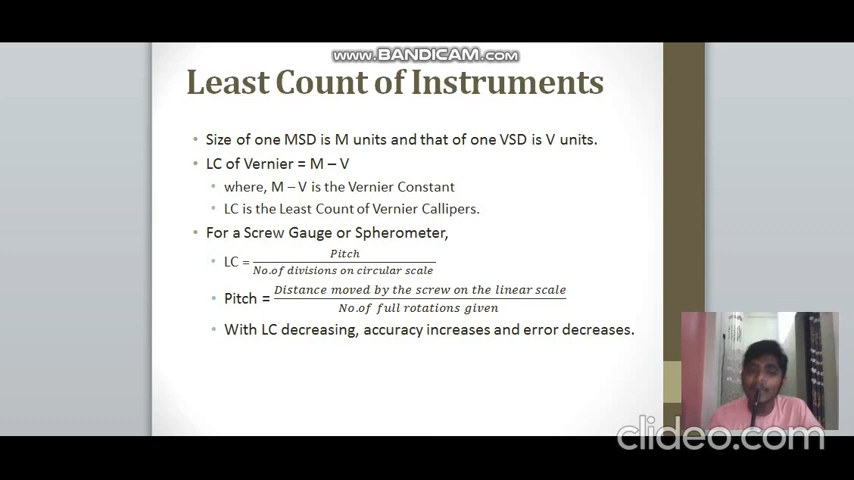 www.BANDICAM.com
Least Count of Instruments
Size of one MSD is M units and that of one VSD is V units.
LC of Vernier = M – V
where, M – V is the Vernier Constant
LC is the Least Count of Vernier Callipers.
For a Screw Gauge or Spherometer,
LC = Pitch / No.of divisions on circular scale
Pitch = Distance moved by the screw on the linear scale / No.of full rotations given
With LC decreasing, accuracy increases and error decreases.
clideo.com